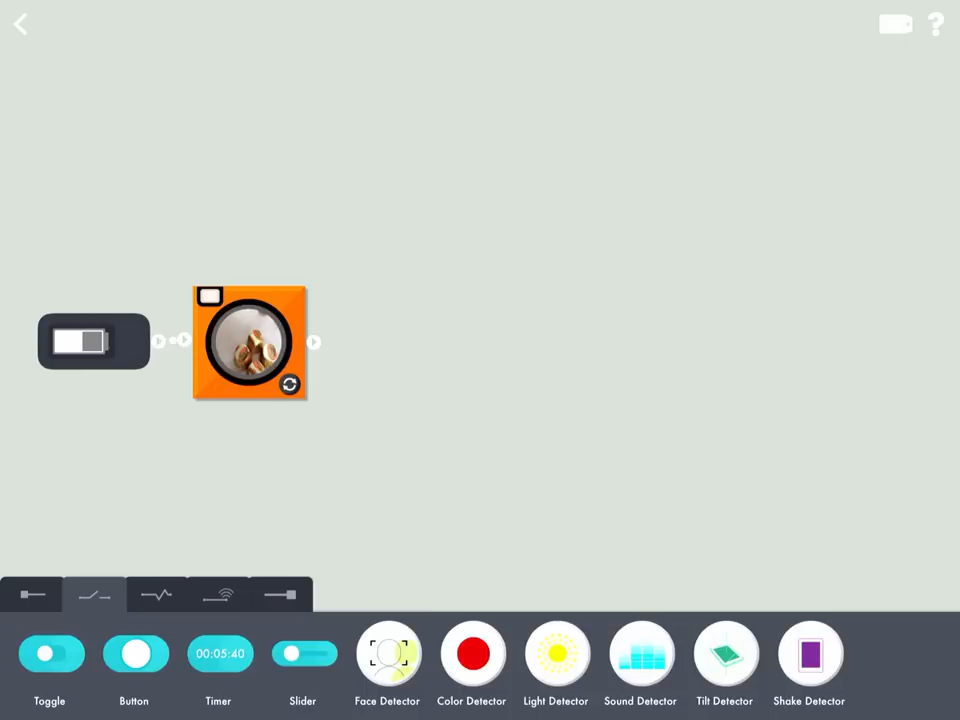 ?
00:05:40
Toggle
Button
Timer
Slider
Face Detector
Color Detector
Light Detector
Sound Detector
Tilt Detector
Shake Detector